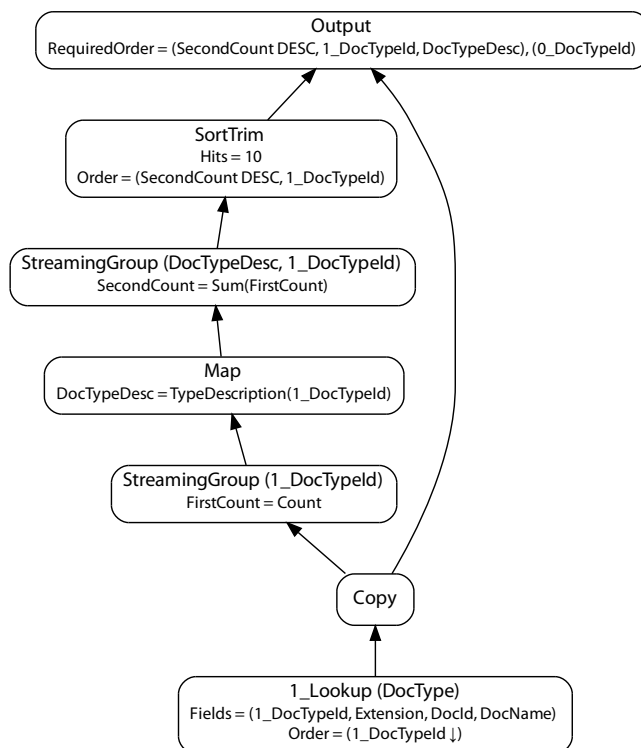 Output
RequiredOrder = (SecondCount DESC, 1_DocTypeId, DocTypeDesc), (0_DocTypeId)
SortTrim
Hits = 10
Order = (SecondCount DESC, 1_DocTypeId)
StreamingGroup (DocTypeDesc, 1_DocTypeId)
SecondCount = Sum(FirstCount)
Map
DocTypeDesc = TypeDescription(1_DocTypeId)
StreamingGroup (1_DocTypeId)
FirstCount = Count
Copy
1_Lookup (DocType)
Fields = (1_DocTypeId, Extension, DocId, DocName)
Order = (1_DocTypeId ↓)